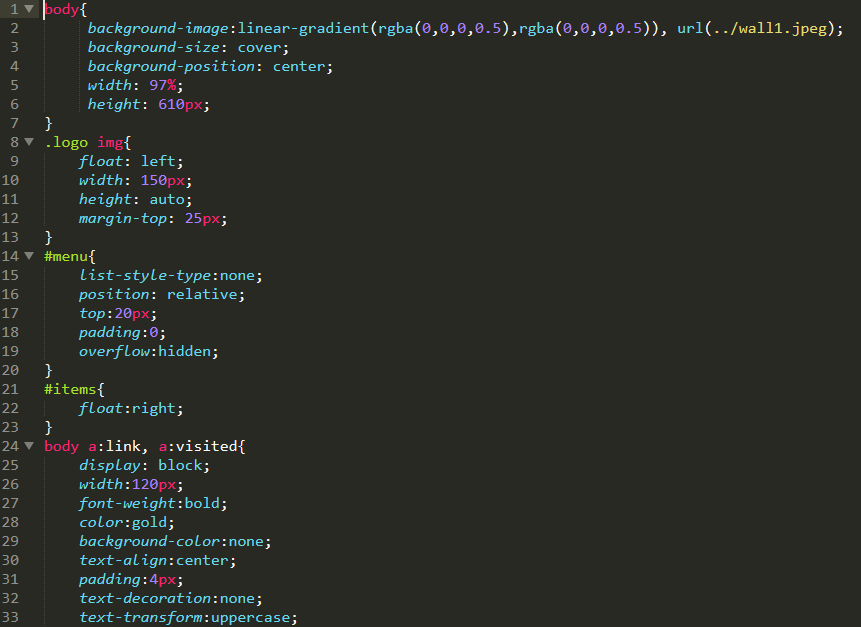 1 body{
2 background-image:linear-gradient(rgba(0,0,0,0.5),rgba(0,0,0,0.5)), url(../wall1.jpeg);
3 background-size: cover;
4 background-position: center;
5 width: 97%;
6 height: 610px;
7 }
8 .logo img{
9 float: left;
10 width: 150px;
11 height: auto;
12 margin-top: 25px;
13 }
14 #menu{
15 list-style-type:none;
16 position: relative;
17 top:20px;
18 padding:0;
19 overflow:hidden;
20 }
21 #items{
22 float:right;
23 }
24 body a:link, a:visited{
25 display: block;
26 width:120px;
27 font-weight:bold;
28 color:gold;
29 background-color:none;
30 text-align:center;
31 padding:4px;
32 text-decoration:none;
33 text-transform:uppercase;